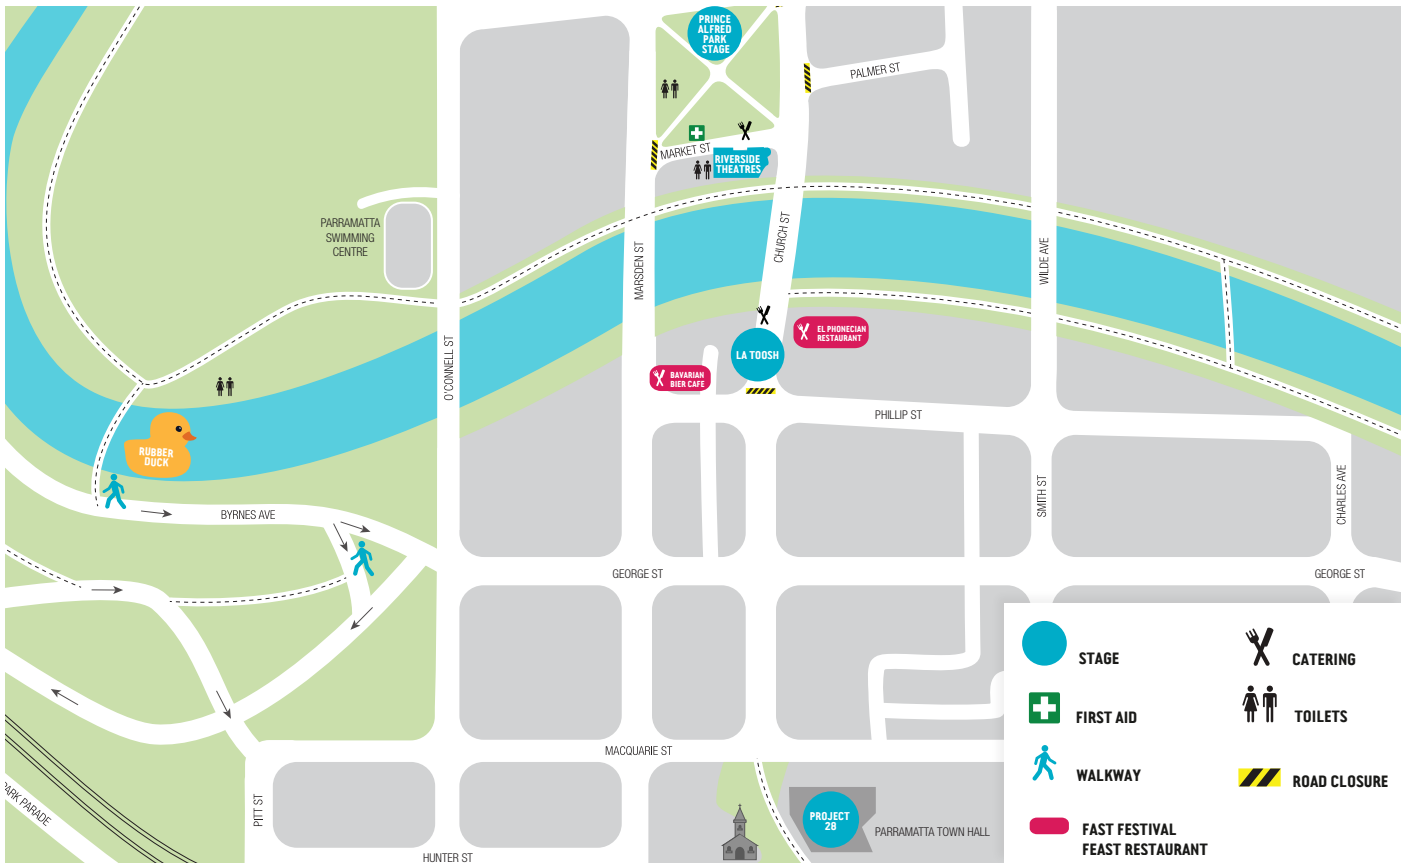 PRINCE
ALFRED
PARK
STAGE
PALMER ST
MARKET ST
RIVERSIDE
THEATRES
PARRAMATTA
SWIMMING
CENTRE
CHURCH ST
MARSDEN ST
WILDE AVE
O'CONNELL ST
EL PHONECIAN
RESTAURANT
LA TOOSH
BAVARIAN
BIER CAFE
PHILLIP ST
RUBBER
DUCK
SMITH ST
CHARLES AVE
BYRNES AVE
GEORGE ST
GEORGE ST
MACQUARIE ST
PITT ST
PARK PARADE
PROJECT
28
PARRAMATTA TOWN HALL
HUNTER ST
STAGE
CATERING
FIRST AID
TOILETS
WALKWAY
ROAD CLOSURE
FAST FESTIVAL
FEAST RESTAURANT